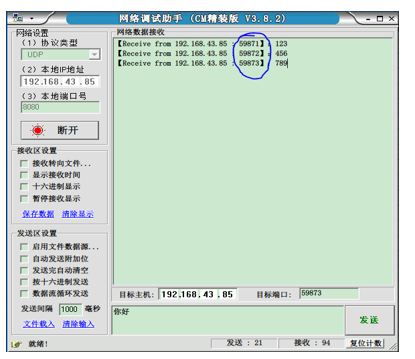 网络调试助手 (CM精装版 V3.8.2)
网络设置
(1) 协议类型
UDP
(2) 本地IP地址
192.168.43.85
(3) 本地端口号
8080
断开
接收区设置
接收转向文件...
显示接收时间
十六进制显示
暂停接收显示
保存数据 清除显示
发送区设置
启用文件数据源...
自动发送附加位
发送完自动清空
按十六进制发送
数据流循环发送
发送间隔 1000 毫秒
文件载入 清除输入
网络数据接收
【Receive from 192.168.43.85 : 59871】: 123
【Receive from 192.168.43.85 : 59872】: 456
【Receive from 192.168.43.85 : 59873】: 789
目标主机: 192.168.43.85 目标端口: 59873
你好
发送
就绪! 发送 : 21 接收 : 94 复位计数